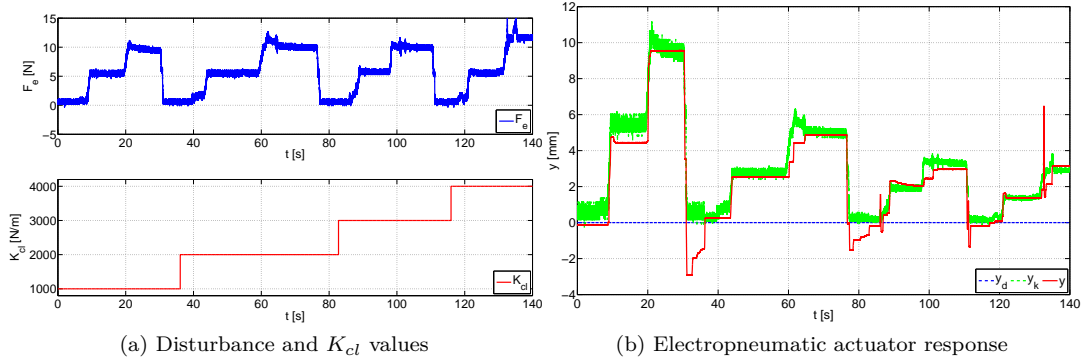 15
10
5
0
−5
F_e [N]
0 20 40 60 80 100 120 140
t [s]
F_e
4000
3000
2000
1000
K_cl [N/m]
0 20 40 60 80 100 120 140
t [s]
K_cl
(a) Disturbance and K_cl values
12
10
8
6
4
2
0
−2
−4
y [mm]
0 20 40 60 80 100 120 140
t [s]
y_d y_k y
(b) Electropneumatic actuator response